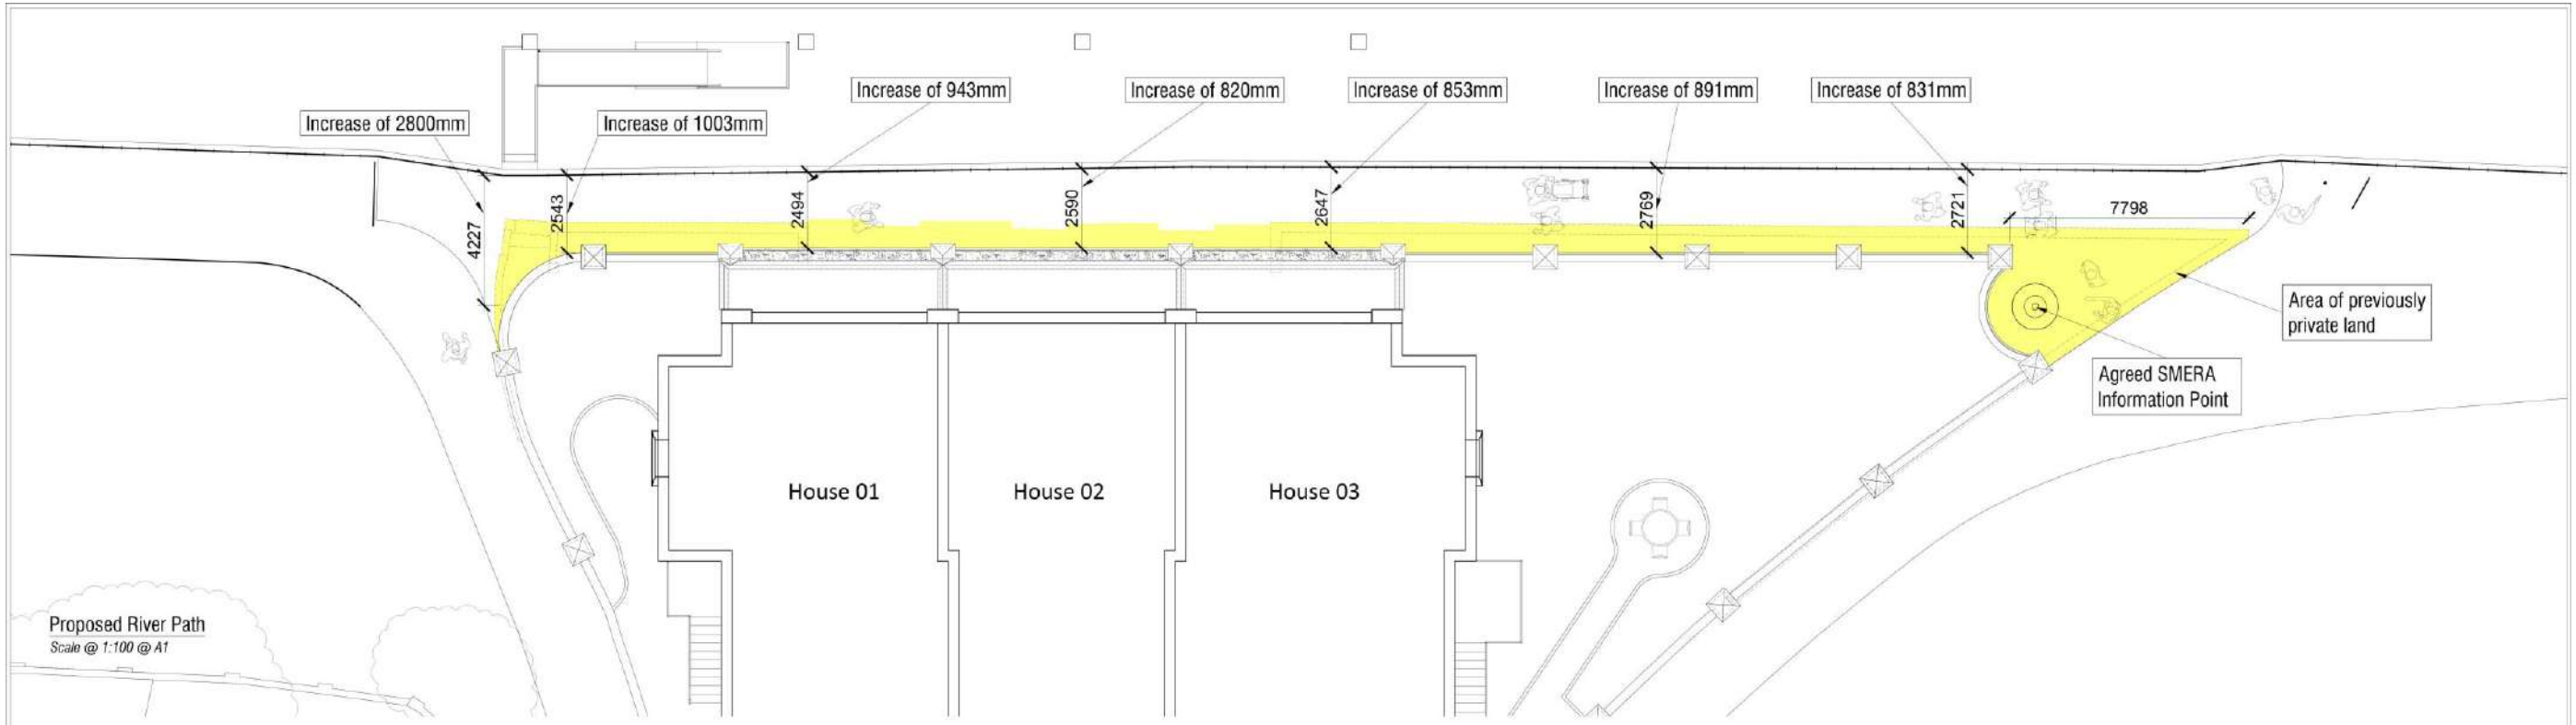 Increase of 943mm
Increase of 820mm
Increase of 853mm
Increase of 891mm
Increase of 831mm
Increase of 2800mm
Increase of 1003mm
4227
2543
2494
2590
2647
2769
2721
7798
Area of previously
private land
Agreed SMERA
Information Point
House 01
House 02
House 03
Proposed River Path
Scale @ 1:100 @ A1